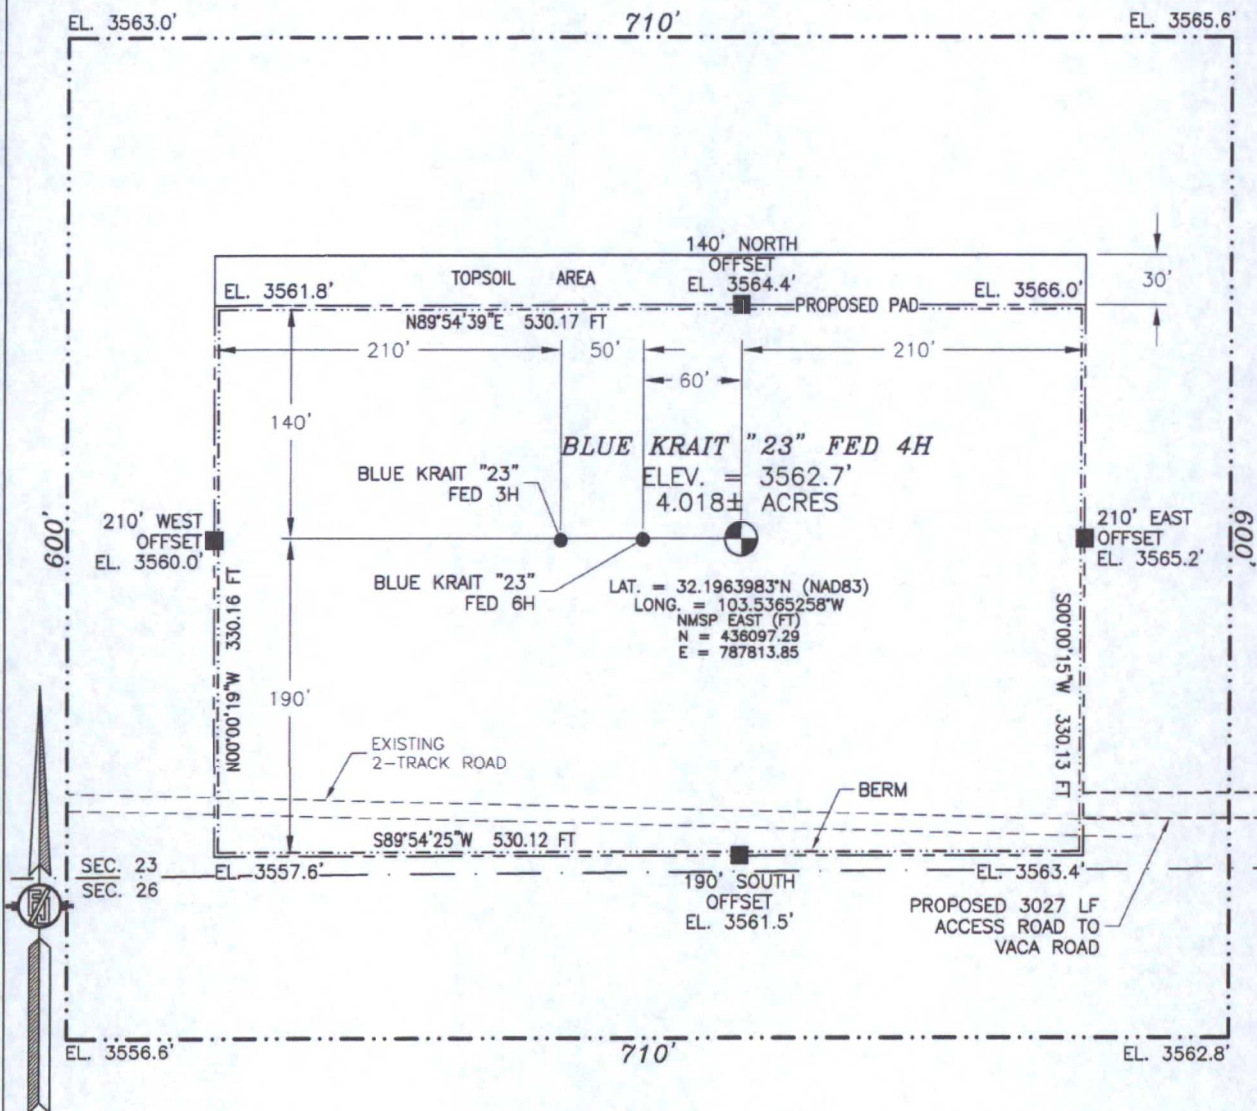 EL. 3563.0'
710'
EL. 3565.6'
140' NORTH
OFFSET
EL. 3564.4'
TOPSOIL AREA
30'
EL. 3561.8'
PROPOSED PAD
EL. 3566.0'
N89°54'39"E 530.17 FT
210'
50'
210'
60'
140'
BLUE KRAIT "23" FED 4H
ELEV. = 3562.7'
4.018± ACRES
BLUE KRAIT "23"
FED 3H
600'
210' WEST
OFFSET
EL. 3560.0'
210' EAST
OFFSET
EL. 3565.2'
600'
BLUE KRAIT "23"
FED 6H
LAT. = 32.1963983°N (NAD83)
LONG. = 103.5365258°W
NMSP EAST (FT)
N = 436097.29
E = 787813.85
N00°00'19"W 330.16 FT
S00°00'15"W 330.13 FT
190'
EXISTING
2-TRACK ROAD
BERM
S89°54'25"W 530.12 FT
SEC. 23
SEC. 26
EL. 3557.6'
EL. 3563.4'
190' SOUTH
OFFSET
EL. 3561.5'
PROPOSED 3027 LF
ACCESS ROAD TO
VACA ROAD
EL. 3556.6'
710'
EL. 3562.8'